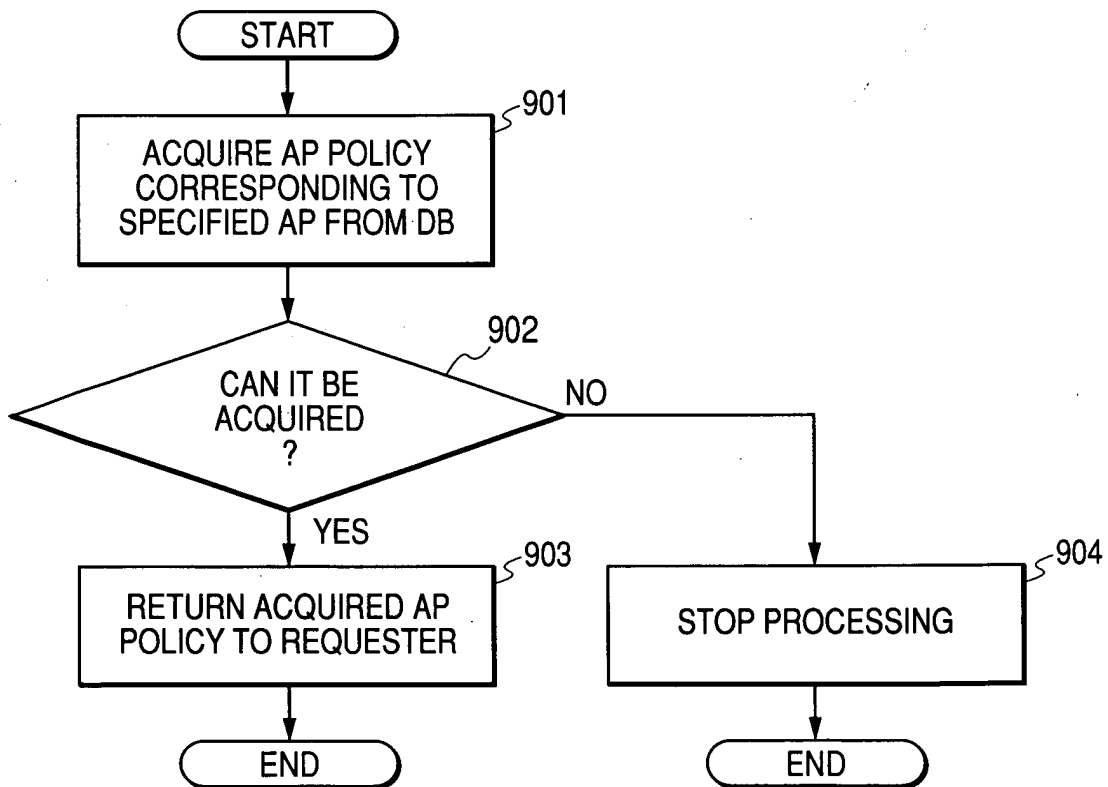 START
901
ACQUIRE AP POLICY
CORRESPONDING TO
SPECIFIED AP FROM DB
902
CAN IT BE
ACQUIRED
?
NO
YES
903
RETURN ACQUIRED AP
POLICY TO REQUESTER
904
STOP PROCESSING
END
END